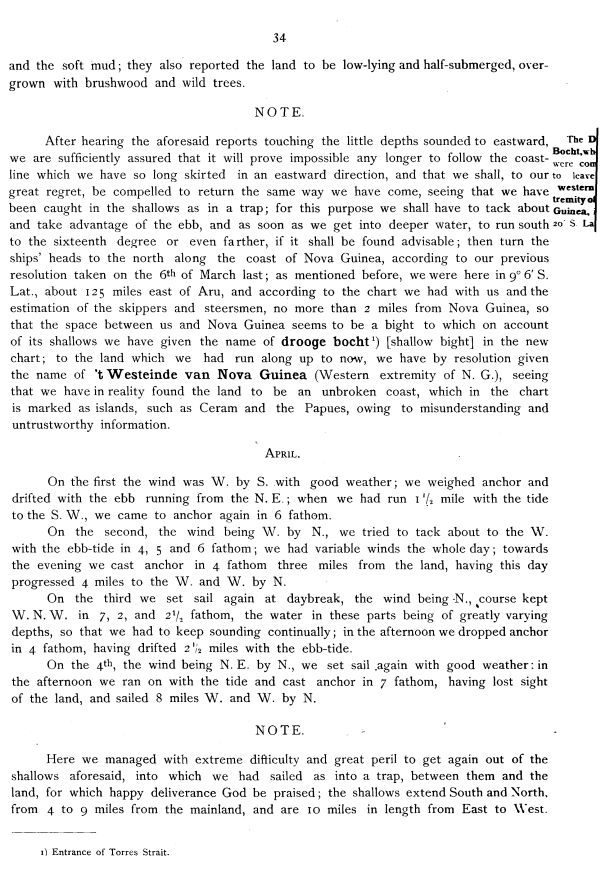 34
and the soft mud; they also reported the land to be low-lying and half-submerged, over-
grown with brushwood and wild trees.
NOTE.
After hearing the aforesaid reports touching the little depths sounded to eastward,
we are sufficiently assured that it will prove impossible any longer to follow the coast-
line which we have so long skirted in an eastward direction, and that we shall, to our
great regret, be compelled to return the same way we have come, seeing that we have
been caught in the shallows as in a trap; for this purpose we shall have to tack about
and take advantage of the ebb, and as soon as we get into deeper water, to run south
to the sixteenth degree or even farther, if it shall be found advisable; then turn the
ships' heads to the north along the coast of Nova Guinea, according to our previous
resolution taken on the 6th of March last; as mentioned before, we were here in 9° 6' S.
Lat., about 125 miles east of Aru, and according to the chart we had with us and the
estimation of the skippers and steersmen, no more than 2 miles from Nova Guinea, so
that the space between us and Nova Guinea seems to be a bight to which on account
of its shallows we have given the name of drooge bocht 1) [shallow bight] in the new
chart; to the land which we had run along up to now, we have by resolution given
the name of 't Westeinde van Nova Guinea (Western extremity of N. G.), seeing
that we have in reality found the land to be an unbroken coast, which in the chart
is marked as islands, such as Ceram and the Papues, owing to misunderstanding and
untrustworthy information.
The D
Bocht, wh
were com
to leave
western
tremity of
Guinea,
20' S. La
APRIL.
On the first the wind was W. by S. with good weather; we weighed anchor and
drifted with the ebb running from the N. E.; when we had run 1 1/2 mile with the tide
to the S. W., we came to anchor again in 6 fathom.
On the second, the wind being W. by N., we tried to tack about to the W.
with the ebb-tide in 4, 5 and 6 fathom; we had variable winds the whole day; towards
the evening we cast anchor in 4 fathom three miles from the land, having this day
progressed 4 miles to the W. and W. by N.
On the third we set sail again at daybreak, the wind being N., course kept
W. N. W. in 7, 2, and 2 1/2 fathom, the water in these parts being of greatly varying
depths, so that we had to keep sounding continually; in the afternoon we dropped anchor
in 4 fathom, having drifted 2 1/2 miles with the ebb-tide.
On the 4th, the wind being N. E. by N., we set sail again with good weather: in
the afternoon we ran on with the tide and cast anchor in 7 fathom, having lost sight
of the land, and sailed 8 miles W. and W. by N.
NOTE.
Here we managed with extreme difficulty and great peril to get again out of the
shallows aforesaid, into which we had sailed as into a trap, between them and the
land, for which happy deliverance God be praised; the shallows extend South and North,
from 4 to 9 miles from the mainland, and are 10 miles in length from East to West.
1) Entrance of Torres Strait.